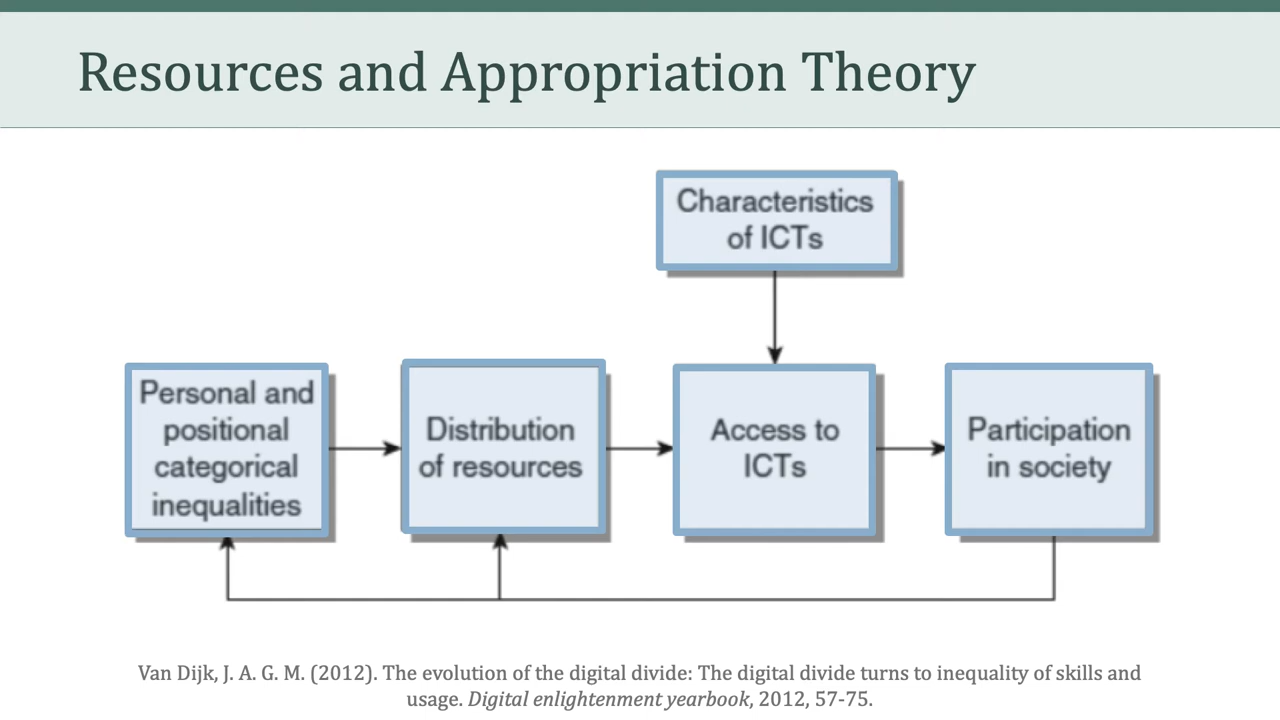 Resources and Appropriation Theory
Characteristics
of ICTs
Personal and
positional
categorical
inequalities
Distribution
of resources
Access to
ICTs
Participation
in society
Van Dijk, J. A. G. M. (2012). The evolution of the digital divide: The digital divide turns to inequality of skills and
usage. Digital enlightenment yearbook, 2012, 57-75.